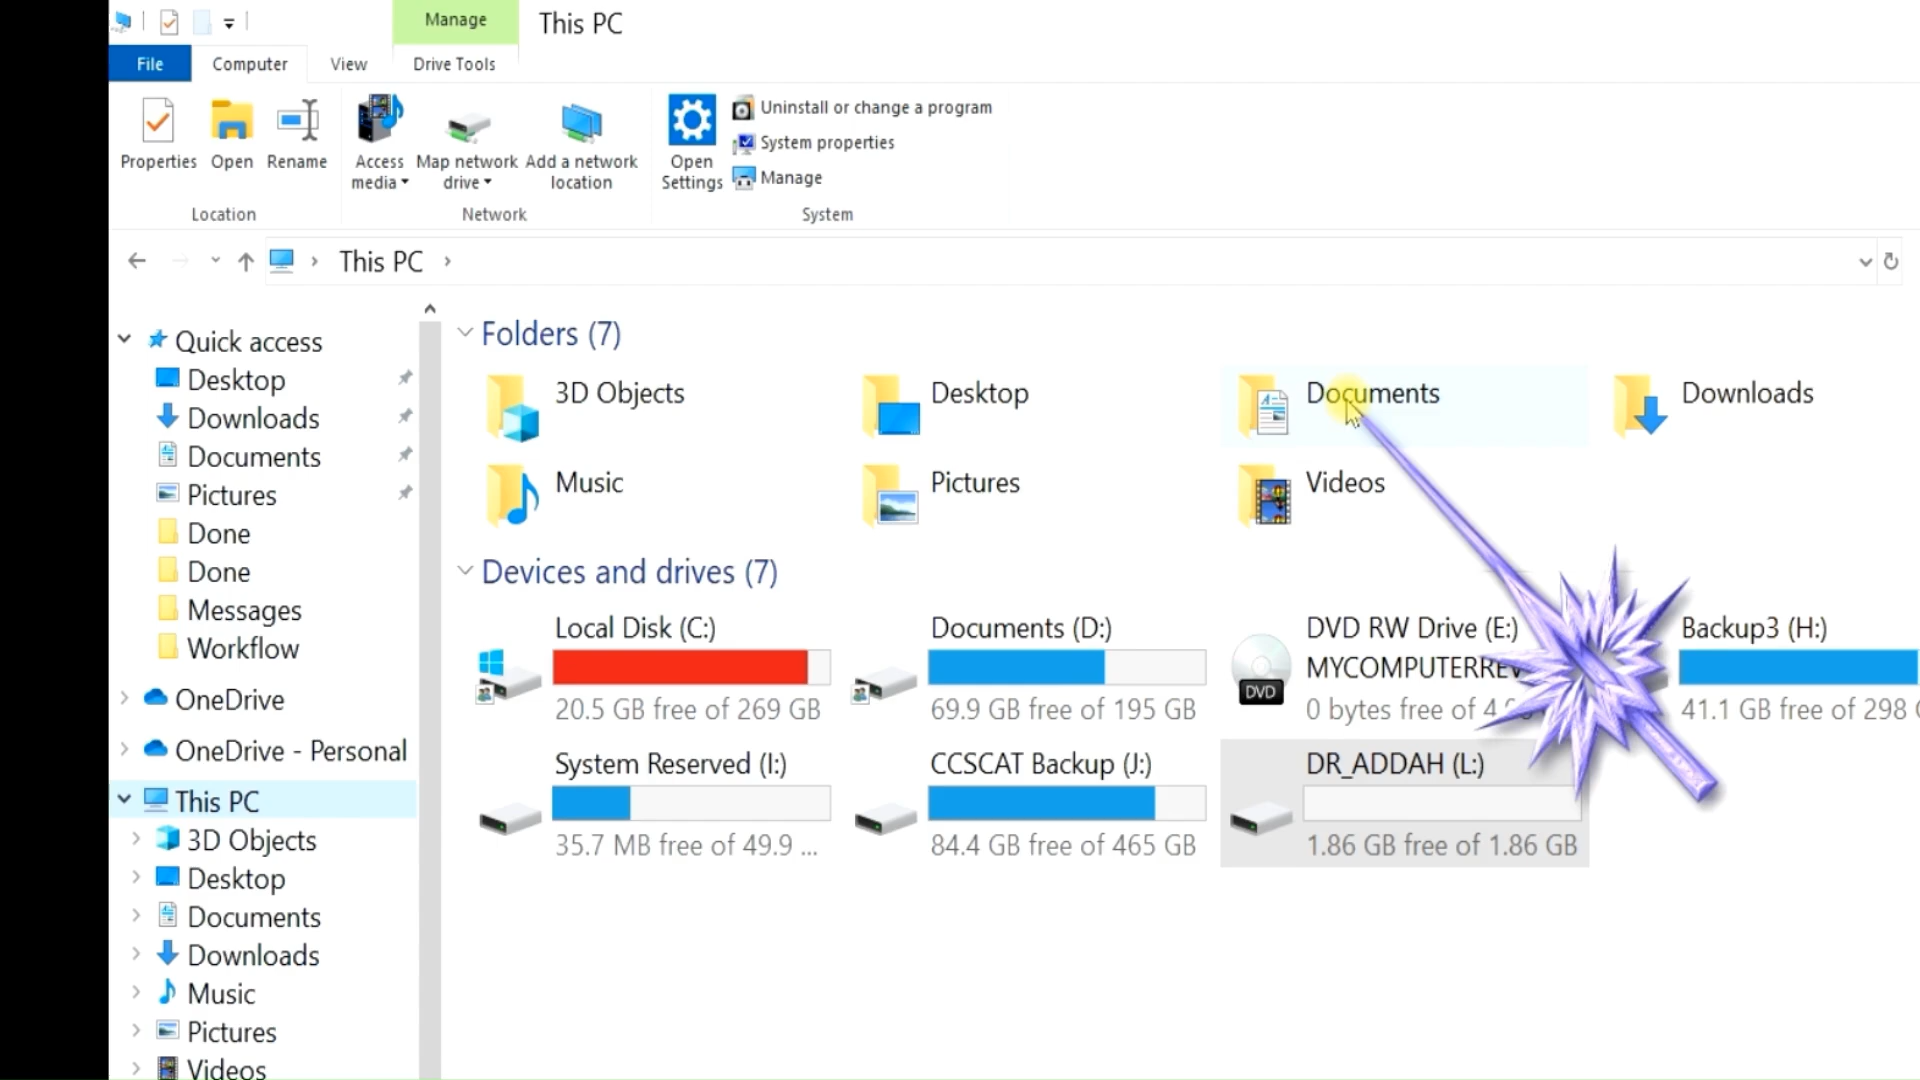 Manage
This PC
File
Computer
View
Drive Tools
Properties
Open
Rename
Access media
Map network drive
Add a network location
Open Settings
Uninstall or change a program
System properties
Manage
Location
Network
System
This PC
Quick access
Desktop
Downloads
Documents
Pictures
Done
Done
Messages
Workflow
OneDrive
OneDrive - Personal
This PC
3D Objects
Desktop
Documents
Downloads
Music
Pictures
Videos
Folders (7)
3D Objects
Desktop
Documents
Downloads
Music
Pictures
Videos
Devices and drives (7)
Local Disk (C:)
20.5 GB free of 269 GB
Documents (D:)
69.9 GB free of 195 GB
DVD RW Drive (E:)
MYCOMPUTERREV
0 bytes free of
DVD
Backup3 (H:)
41.1 GB free of 298
System Reserved (I:)
35.7 MB free of 49.9 ...
CCSCAT Backup (J:)
84.4 GB free of 465 GB
DR_ADDAH (L:)
1.86 GB free of 1.86 GB